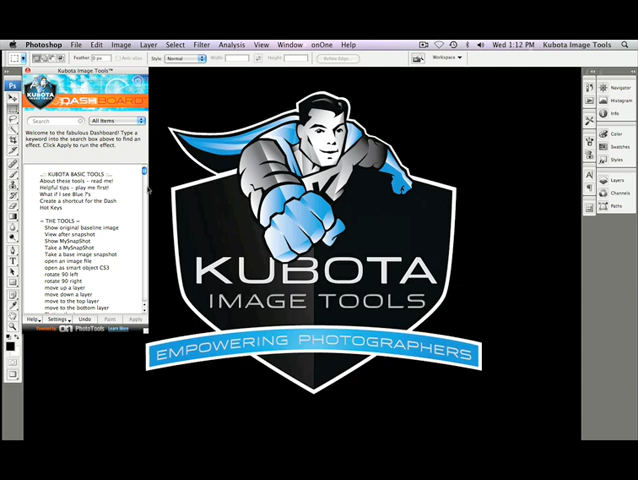 Photoshop File Edit Image Layer Select Filter Analysis View Window onOne Help Wed 1:12 PM Kubota Image Tools
Feather: 0 px Anti-alias Style: Normal Width: Height: Refine Edge... Workspace
Kubota Image Tools™
KUBOTA
IMAGE TOOLS
DASHBOARD
Search All Items
Welcome to the fabulous Dashboard! Type a
keyword into the search box above to find an
effect. Click Apply to run the effect.
..:: KUBOTA BASIC TOOLS ::..
About these tools - read me!
Helpful tips - play me first!
What if I see Blue ?'s
Create a shortcut for the Dash
Hot Keys
= THE TOOLS =
Show original baseline image
View after snapshot
Show MySnapShot
Take a MySnapShot
Take a base image snapshot
open an image file
open as smart object CS3
rotate 90 left
rotate 90 right
move up a layer
move down a layer
move to the top layer
move to the bottom layer
Help Settings Undo Paint Apply
Powered by: PhotoTools Learn More
KUBOTA
IMAGE TOOLS
EMPOWERING PHOTOGRAPHERS
Navigator
Histogram
Info
Color
Swatches
Styles
Layers
Channels
Paths